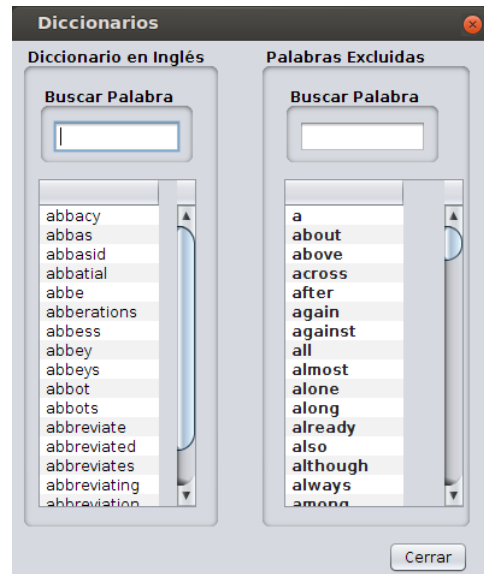 Diccionarios
Diccionario en Inglés
Buscar Palabra
abbacy
abbas
abbasid
abbatial
abbe
abberations
abbess
abbey
abbeys
abbot
abbots
abbreviate
abbreviated
abbreviates
abbreviating
abbreviation
Palabras Excluidas
Buscar Palabra
a
about
above
across
after
again
against
all
almost
alone
along
already
also
although
always
among
Cerrar